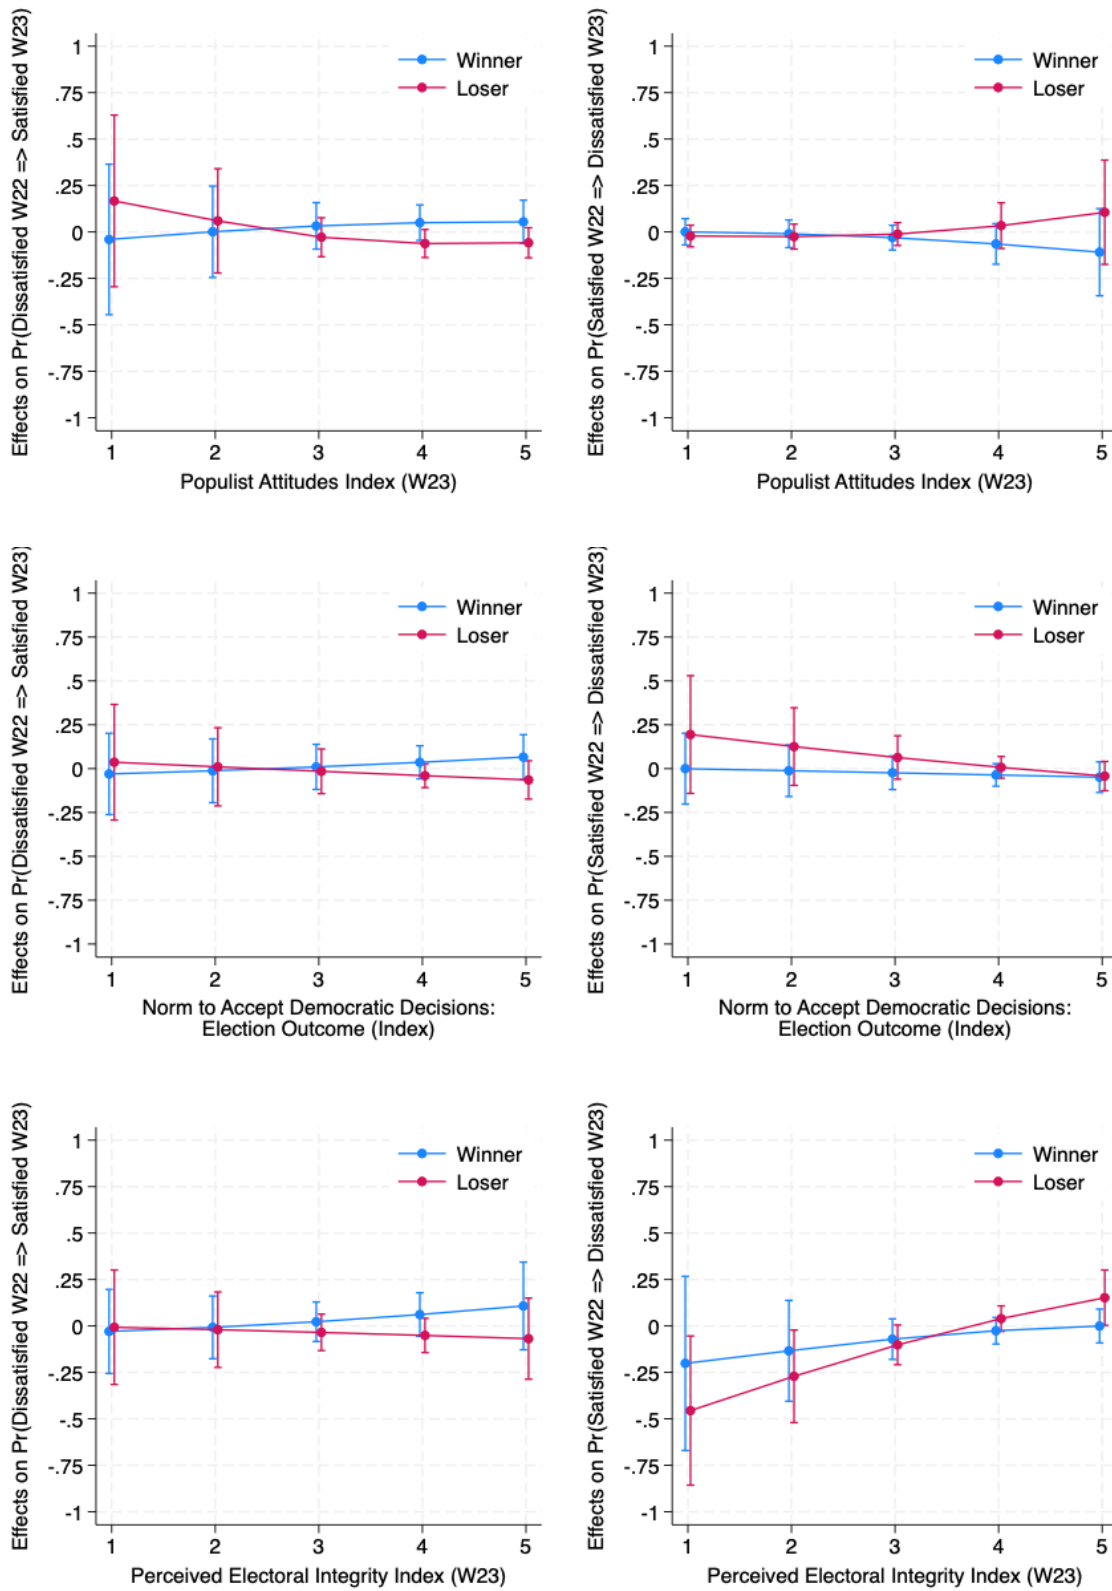 Effects on Pr(Dissatisfied W22 => Satisfied W23)
1
.75
.5
.25
0
-.25
-.5
-.75
-1
Winner
Loser
1 2 3 4 5
Populist Attitudes Index (W23)
Effects on Pr(Satisfied W22 => Dissatisfied W23)
1
.75
.5
.25
0
-.25
-.5
-.75
-1
Winner
Loser
1 2 3 4 5
Populist Attitudes Index (W23)
Effects on Pr(Dissatisfied W22 => Satisfied W23)
1
.75
.5
.25
0
-.25
-.5
-.75
-1
Winner
Loser
1 2 3 4 5
Norm to Accept Democratic Decisions:
Election Outcome (Index)
Effects on Pr(Satisfied W22 => Dissatisfied W23)
1
.75
.5
.25
0
-.25
-.5
-.75
-1
Winner
Loser
1 2 3 4 5
Norm to Accept Democratic Decisions:
Election Outcome (Index)
Effects on Pr(Dissatisfied W22 => Satisfied W23)
1
.75
.5
.25
0
-.25
-.5
-.75
-1
Winner
Loser
1 2 3 4 5
Perceived Electoral Integrity Index (W23)
Effects on Pr(Satisfied W22 => Dissatisfied W23)
1
.75
.5
.25
0
-.25
-.5
-.75
-1
Winner
Loser
1 2 3 4 5
Perceived Electoral Integrity Index (W23)